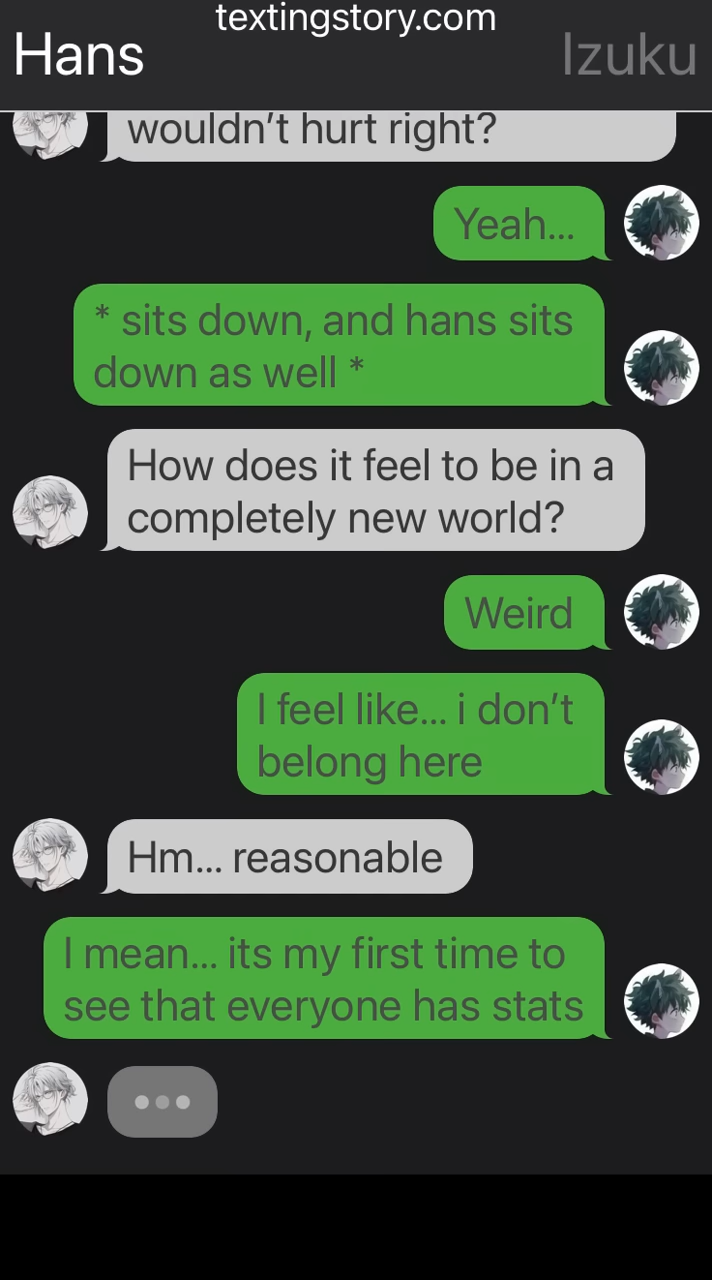 textingstory.com
Hans
Izuku
wouldn't hurt right?
Yeah...
* sits down, and hans sits
down as well *
How does it feel to be in a
completely new world?
Weird
I feel like... i don't
belong here
Hm... reasonable
I mean... its my first time to
see that everyone has stats